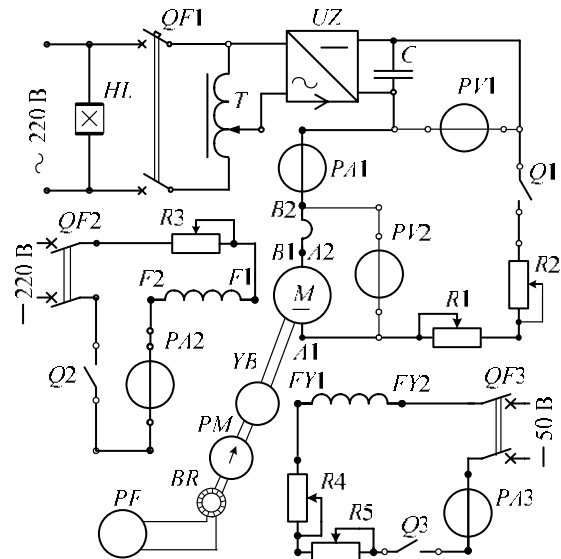 QF1
UZ
HL
T
C
PV1
~ 220 В
PA1
Q1
B2
QF2
R3
B1
A2
PV2
R2
– 220 В
F2
F1
M
R1
PA2
A1
Q2
YB
FY1
FY2
QF3
PM
– 50 В
BR
R4
PA3
PF
R5
Q3